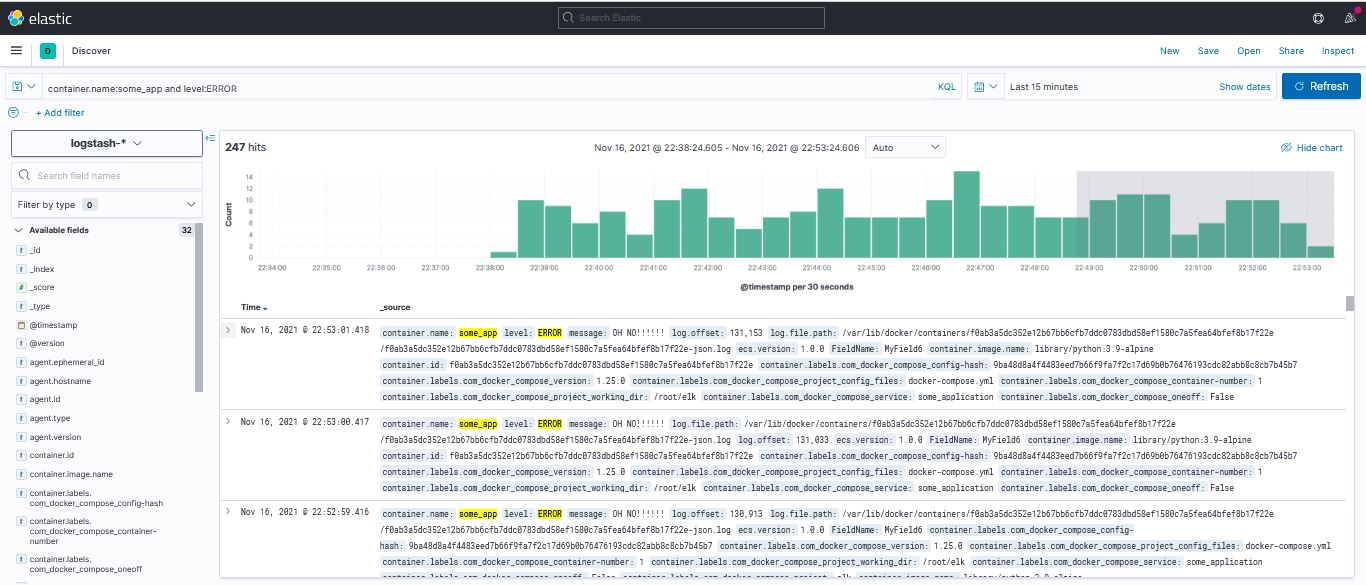 elastic
Search Elastic
D
Discover
New Save Open Share Inspect
container.name:some_app and level:ERROR
KQL
Last 15 minutes
Show dates
Refresh
+ Add filter
logstash-*
Search field names
Filter by type 0
Available fields 32
t _id
t _index
# _score
t _type
@timestamp
t @version
t agent.ephemeral_id
t agent.hostname
t agent.id
t agent.type
t agent.version
t container.id
t container.image.name
t container.labels.
com_docker_compose_config-hash
t container.labels.
com_docker_compose_container-
number
t container.labels.
com_docker_compose_oneoff
247 hits
Nov 16, 2021 @ 22:38:24.605 - Nov 16, 2021 @ 22:53:24.606
Auto
Hide chart
Count
14
12
10
8
6
4
2
0
22:34:00 22:35:00 22:36:00 22:37:00 22:38:00 22:39:00 22:40:00 22:41:00 22:42:00 22:43:00 22:44:00 22:45:00 22:46:00 22:47:00 22:48:00 22:49:00 22:50:00 22:51:00 22:52:00 22:53:00
@timestamp per 30 seconds
Time _source
Nov 16, 2021 @ 22:53:01.418 container.name: some_app level: ERROR message: OH NO!!!!!! log.offset: 131,153 log.file.path: /var/lib/docker/containers/f0ab3a5dc352e12b67bb6cfb7ddc0783dbd58ef1580c7a5fea64bfef8b17f22e
/f0ab3a5dc352e12b67bb6cfb7ddc0783dbd58ef1580c7a5fea64bfef8b17f22e-json.log ecs.version: 1.0.0 FieldName: MyField6 container.image.name: library/python:3.9-alpine
container.id: f0ab3a5dc352e12b67bb6cfb7ddc0783dbd58ef1580c7a5fea64bfef8b17f22e container.labels.com_docker_compose_config-hash: 9ba48d8a4f4483eed7b66f9fa7f2c17d69b0b76476193cdc82abb8c8cb7b45b7
container.labels.com_docker_compose_version: 1.25.0 container.labels.com_docker_compose_project_config_files: docker-compose.yml container.labels.com_docker_compose_container-number: 1
container.labels.com_docker_compose_project_working_dir: /root/elk container.labels.com_docker_compose_service: some_application container.labels.com_docker_compose_oneoff: False
Nov 16, 2021 @ 22:53:00.417 container.name: some_app level: ERROR message: OH NO!!!!!! log.file.path: /var/lib/docker/containers/f0ab3a5dc352e12b67bb6cfb7ddc0783dbd58ef1580c7a5fea64bfef8b17f22e
/f0ab3a5dc352e12b67bb6cfb7ddc0783dbd58ef1580c7a5fea64bfef8b17f22e-json.log log.offset: 131,033 ecs.version: 1.0.0 FieldName: MyField6 container.image.name: library/python:3.9-alpine
container.id: f0ab3a5dc352e12b67bb6cfb7ddc0783dbd58ef1580c7a5fea64bfef8b17f22e container.labels.com_docker_compose_config-hash: 9ba48d8a4f4483eed7b66f9fa7f2c17d69b0b76476193cdc82abb8c8cb7b45b7
container.labels.com_docker_compose_version: 1.25.0 container.labels.com_docker_compose_project_config_files: docker-compose.yml container.labels.com_docker_compose_container-number: 1
container.labels.com_docker_compose_project_working_dir: /root/elk container.labels.com_docker_compose_service: some_application container.labels.com_docker_compose_oneoff: False
Nov 16, 2021 @ 22:52:59.416 container.name: some_app level: ERROR message: OH NO!!!!!! log.offset: 130,913 log.file.path: /var/lib/docker/containers/f0ab3a5dc352e12b67bb6cfb7ddc0783dbd58ef1580c7a5fea64bfef8b17f22e
/f0ab3a5dc352e12b67bb6cfb7ddc0783dbd58ef1580c7a5fea64bfef8b17f22e-json.log ecs.version: 1.0.0 FieldName: MyField6 container.labels.com_docker_compose_config-
hash: 9ba48d8a4f4483eed7b66f9fa7f2c17d69b0b76476193cdc82abb8c8cb7b45b7 container.labels.com_docker_compose_version: 1.25.0 container.labels.com_docker_compose_project_config_files: docker-compose.yml
container.labels.com_docker_compose_container-number: 1 container.labels.com_docker_compose_project_working_dir: /root/elk container.labels.com_docker_compose_service: some_application